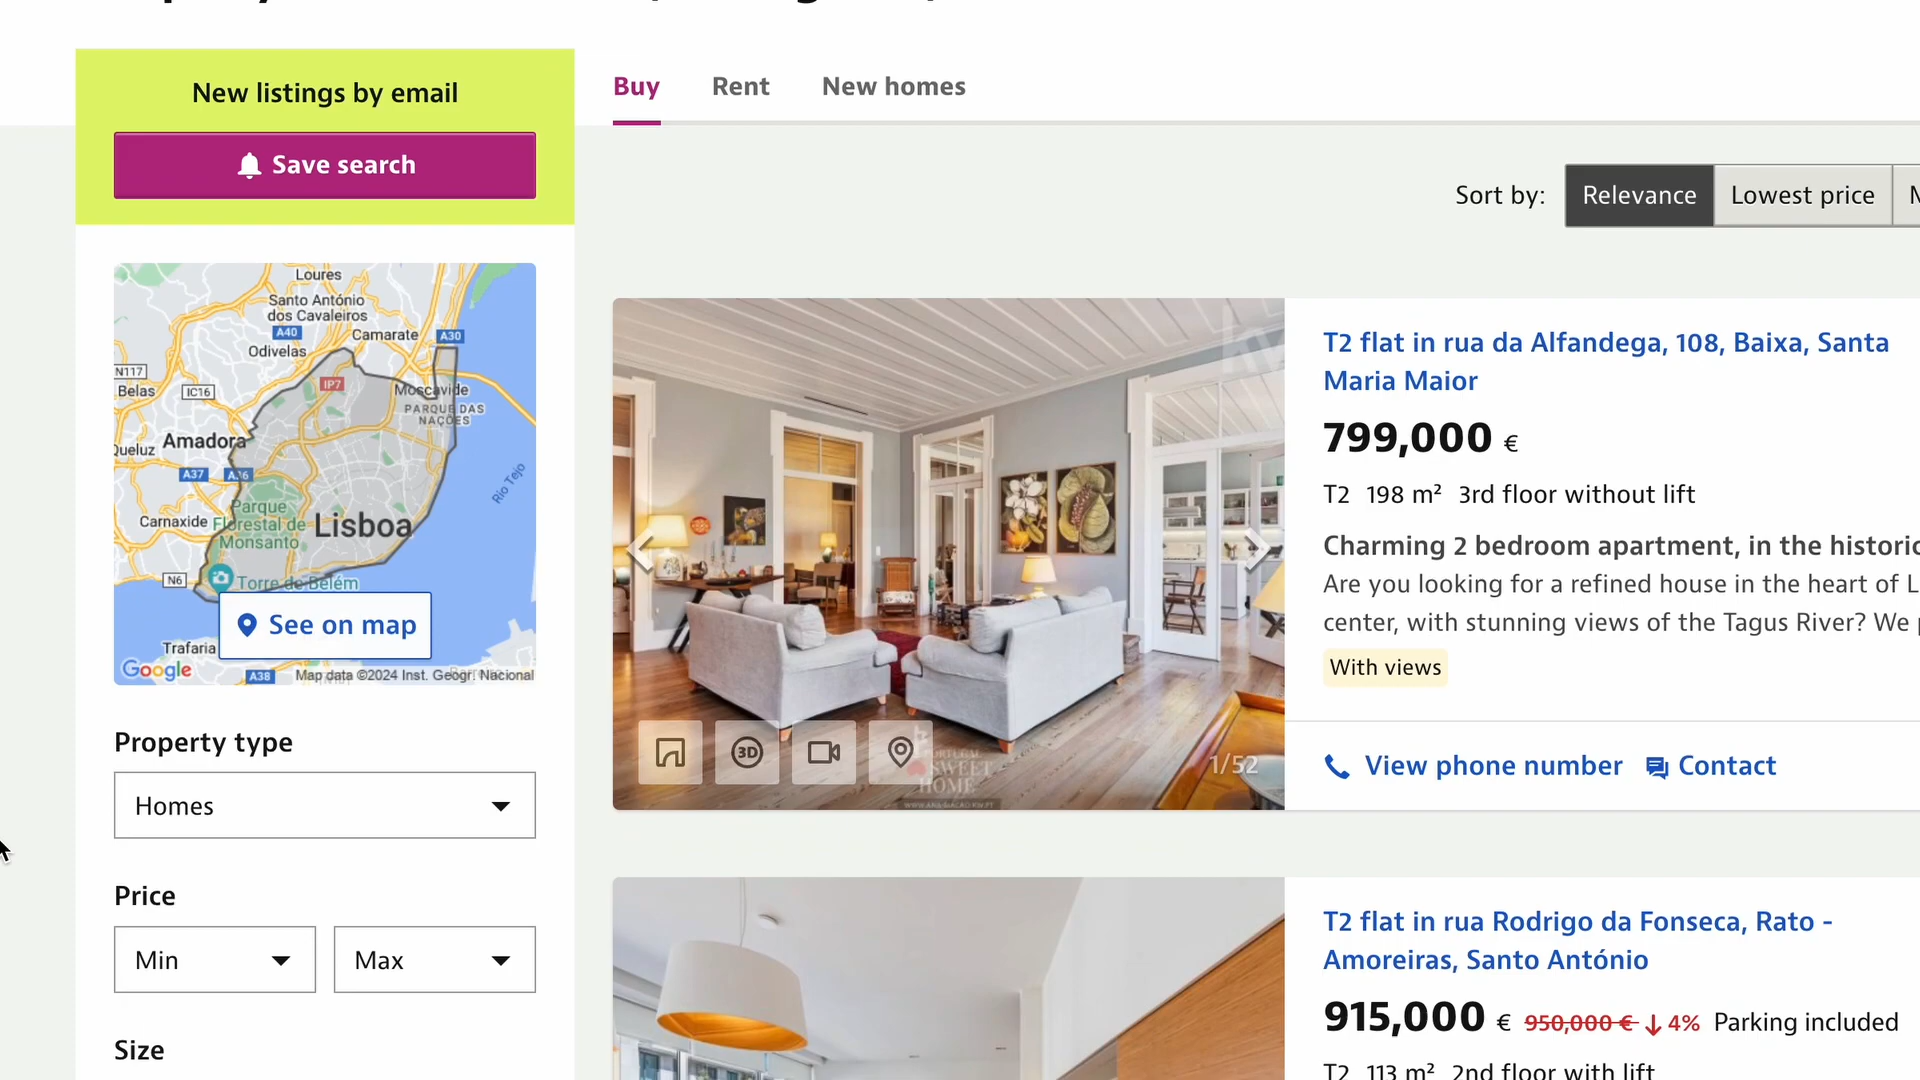 New listings by email
Save search
Buy
Rent
New homes
Sort by:
Relevance
Lowest price
Loures
Santo António
dos Cavaleiros
A40
Camarate
A30
Odivelas
N117
Belas
IC16
IP7
Moscavide
PARQUE DAS
NAÇÕES
Amadora
Queluz
A37
A36
Rio Tejo
Parque
Florestal de
Monsanto
Carnaxide
Lisboa
N6
Torre de Belém
See on map
Trafaria
Google
A38
Map data ©2024 Inst. Geogr. Nacional
Property type
Homes
Price
Min
Max
Size
3D
PORTUGAL
SWEET
HOME
1/52
T2 flat in rua da Alfandega, 108, Baixa, Santa
Maria Maior
799,000 €
T2 198 m² 3rd floor without lift
Charming 2 bedroom apartment, in the historic
Are you looking for a refined house in the heart of L
center, with stunning views of the Tagus River? We p
With views
View phone number
Contact
T2 flat in rua Rodrigo da Fonseca, Rato -
Amoreiras, Santo António
915,000 € 950,000 € 4% Parking included
T2 113 m² 2nd floor with lift